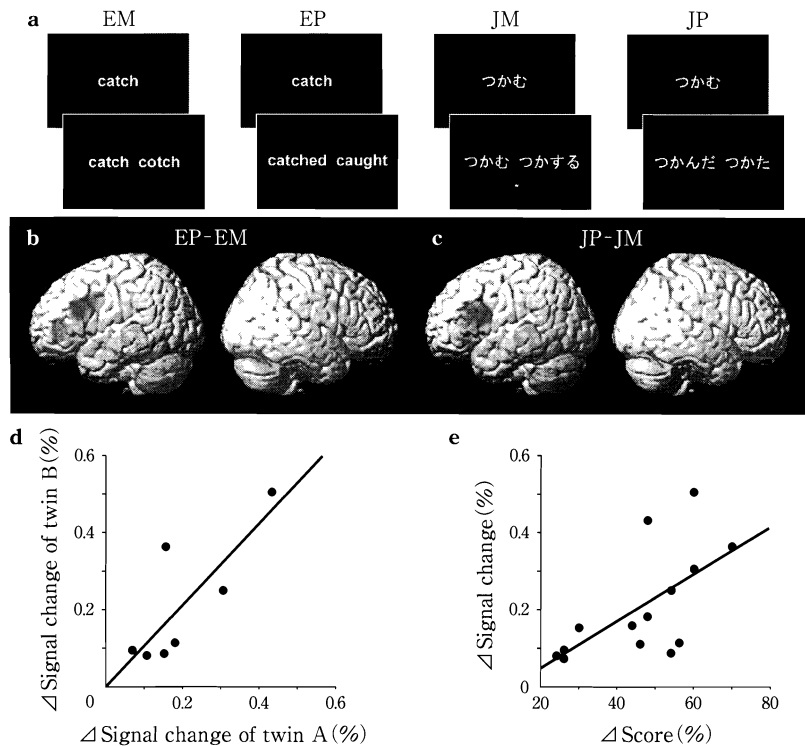 a
EM EP JM JP
catch catch つかむ つかむ
catch cotch catched caught つかむ つかする つかんだ つかた
*
b EP-EM c JP-JM
d
⊿Signal change of twin B(%)
0.6
0.4
0.2
0
0.2 0.4 0.6
⊿Signal change of twin A(%)
e
⊿Signal change(%)
0.6
0.4
0.2
0
20 40 60 80
⊿Score(%)